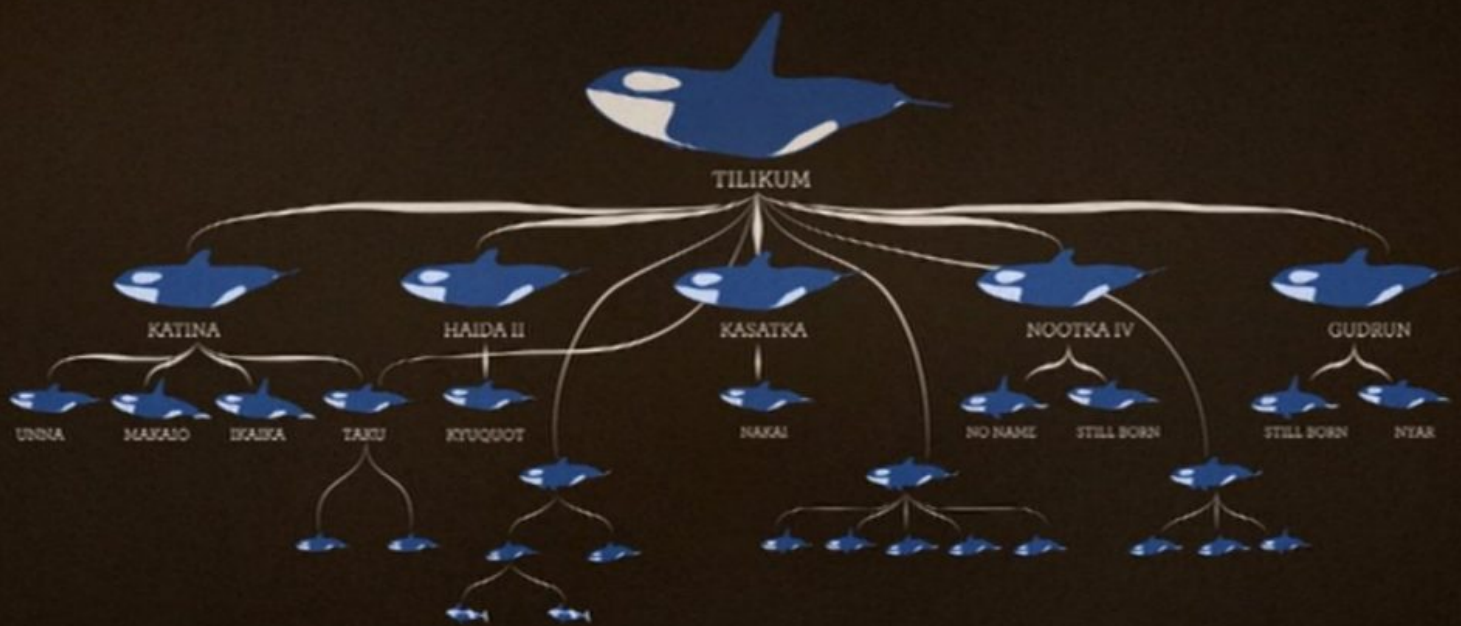 TILIKUM
KATINA
HAIDA II
KASATKA
NOOTKA IV
GUDRUN
UNNA
MAKAIO
IKAIKA
TAKU
KYUQUOT
NAKAI
NO NAME
STILL BORN
STILL BORN
NYAR